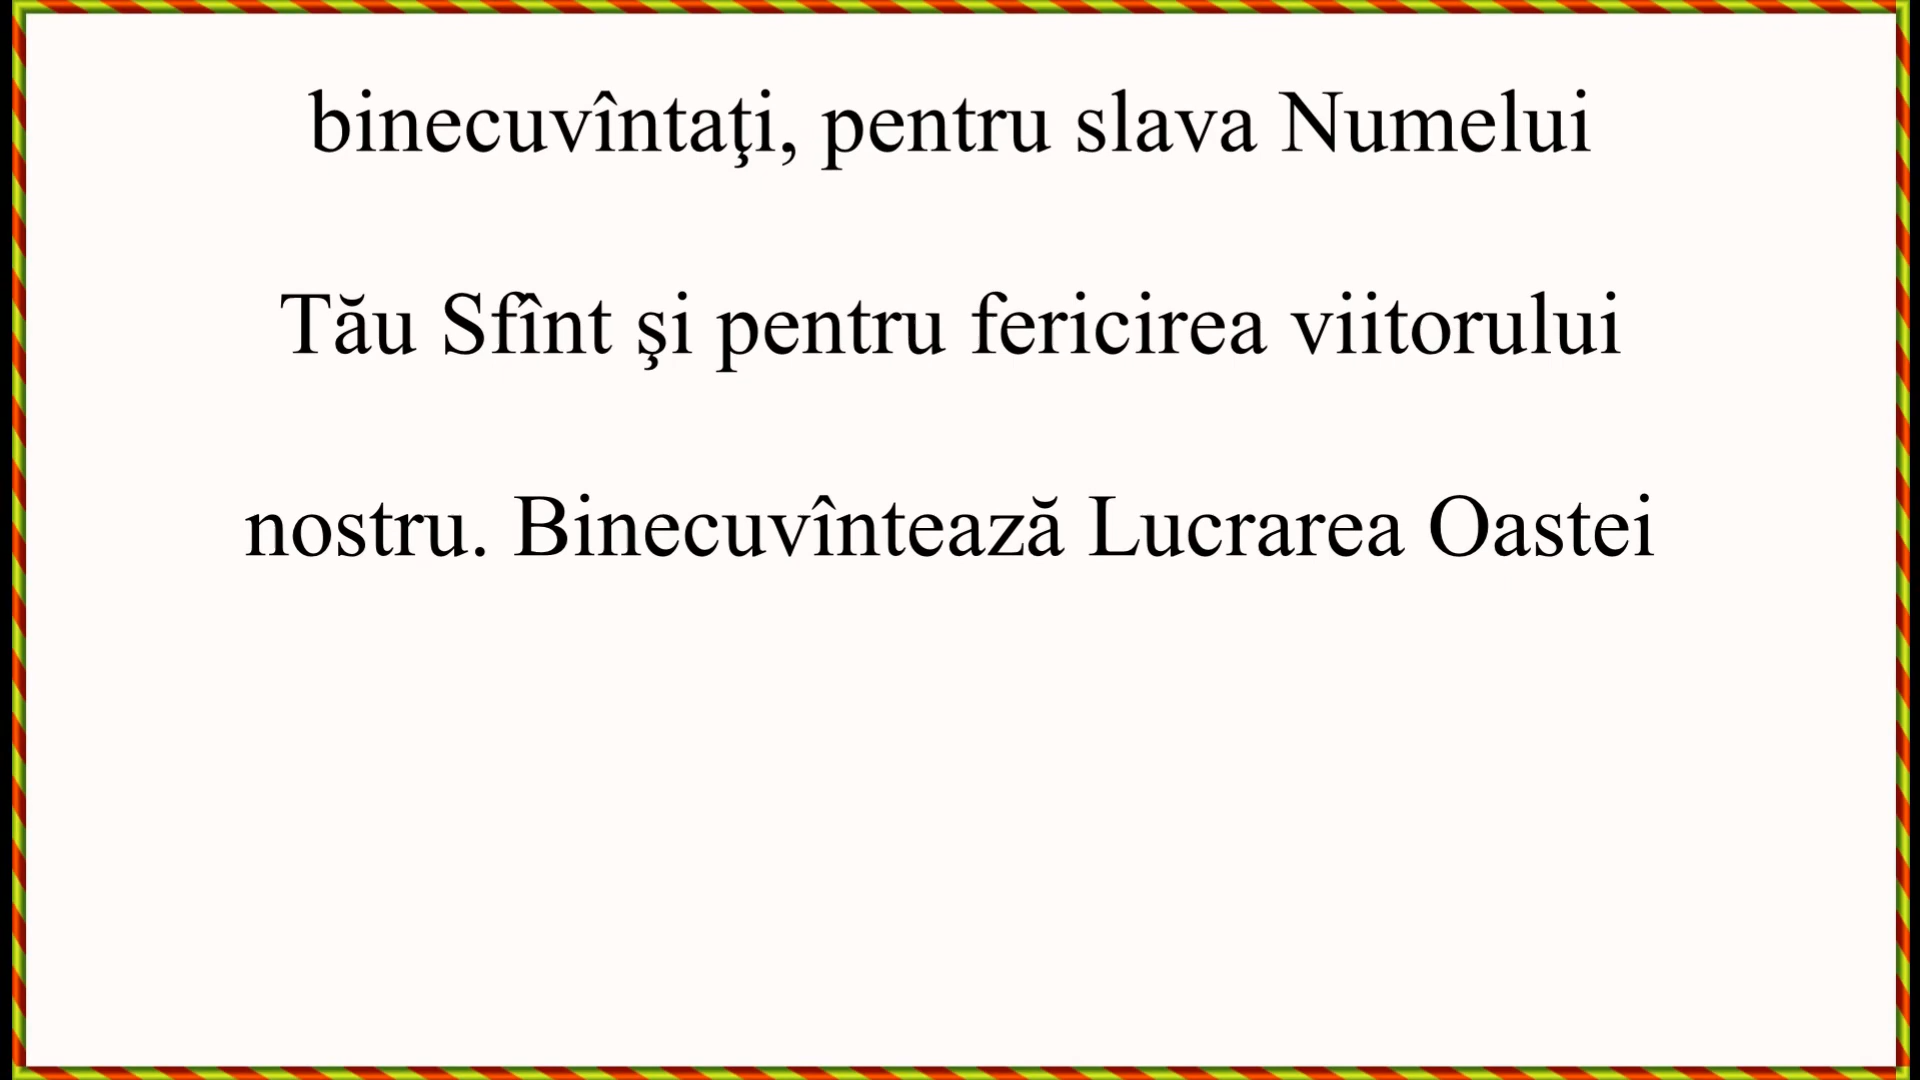 binecuvîntaţi, pentru slava Numelui
Tău Sfînt şi pentru fericirea viitorului
nostru. Binecuvîntează Lucrarea Oastei